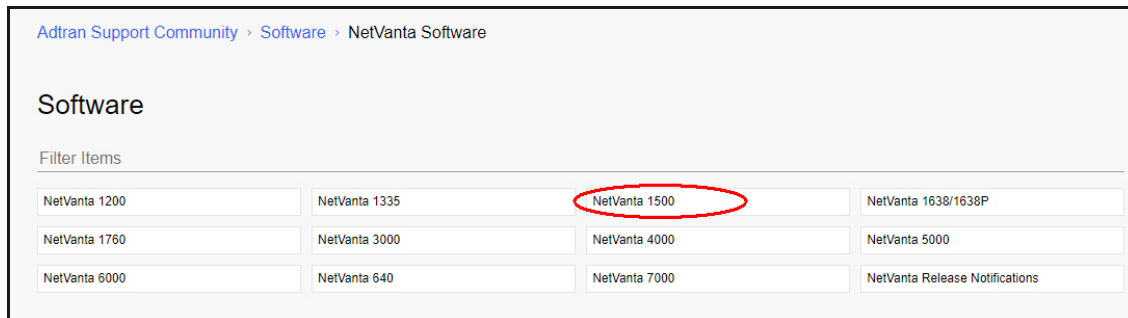 Adtran Support Community › Software › NetVanta Software
Software
Filter Items
NetVanta 1200 NetVanta 1335 NetVanta 1500 NetVanta 1638/1638P
NetVanta 1760 NetVanta 3000 NetVanta 4000 NetVanta 5000
NetVanta 6000 NetVanta 640 NetVanta 7000 NetVanta Release Notifications